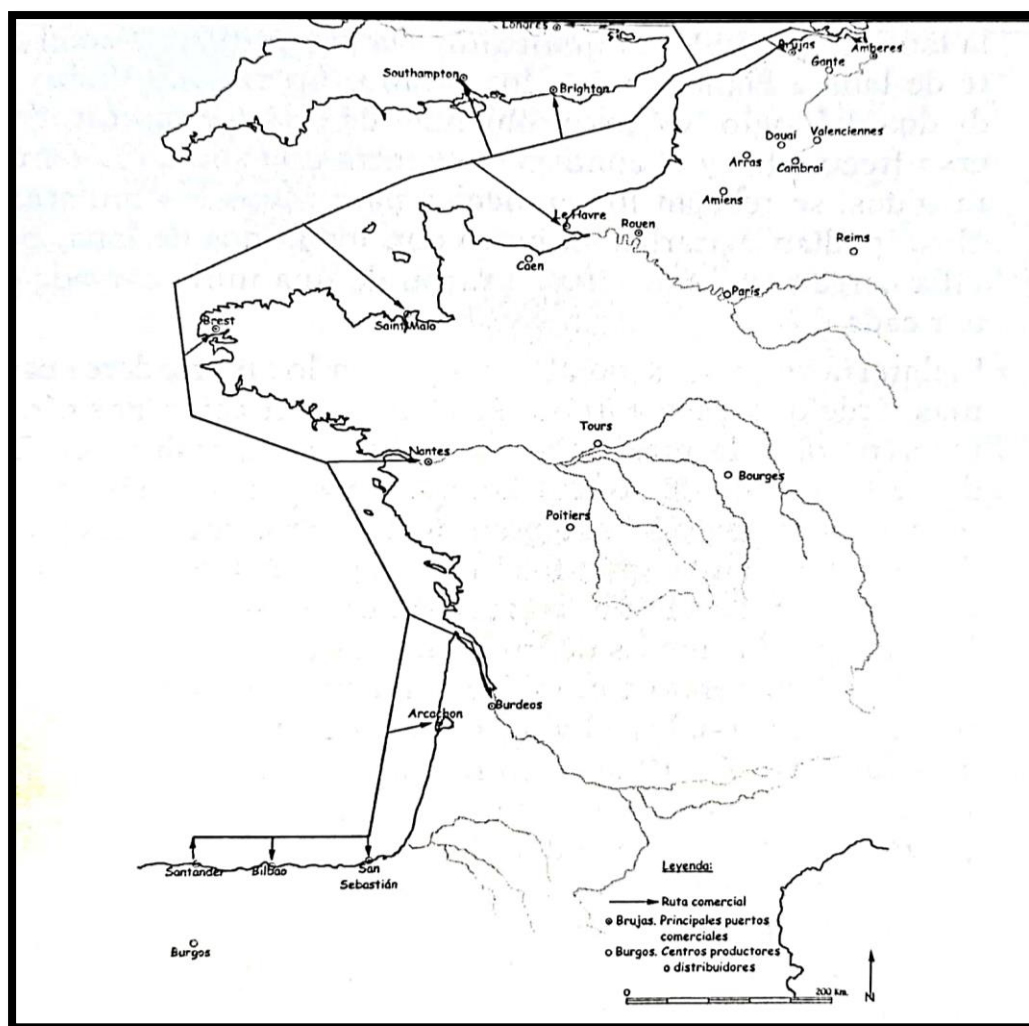 Londres
Brujas
Amberes
Gante
Southampton
Brighton
Douai
Valenciennes
Arras
Cambrai
Amiens
Le Havre
Rouen
Reims
Caen
París
Brest
Saint Malo
Tours
Nantes
Bourges
Poitiers
Burdeos
Arcachon
Santander
Bilbao
San
Sebastián
Burgos
Leyenda:
Ruta comercial
Brujas. Principales puertos
comerciales
Burgos. Centros productores
o distribuidores
0
200 Km.
N